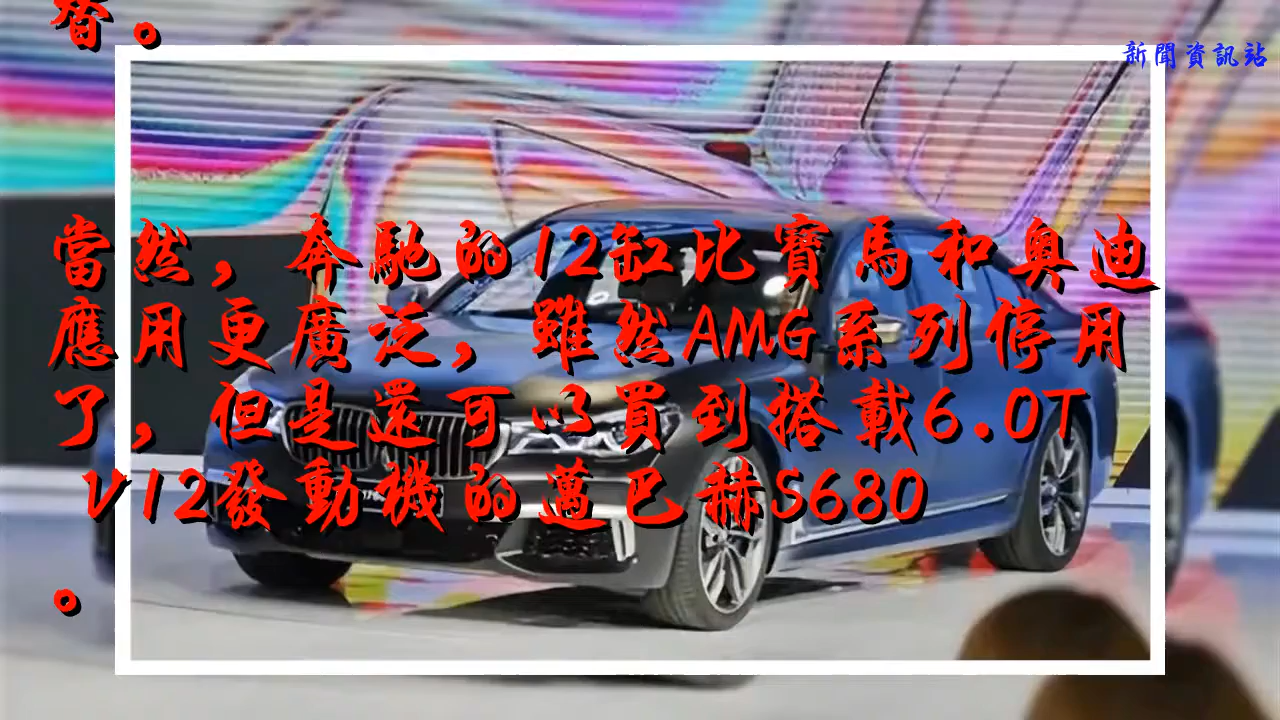 新聞資訊站
當然，奔馳的12缸比寶馬和奧迪
應用更廣泛，雖然AMG系列停用
了，但是還可以買到搭載6.0T
V12發動機的邁巴赫S680
。